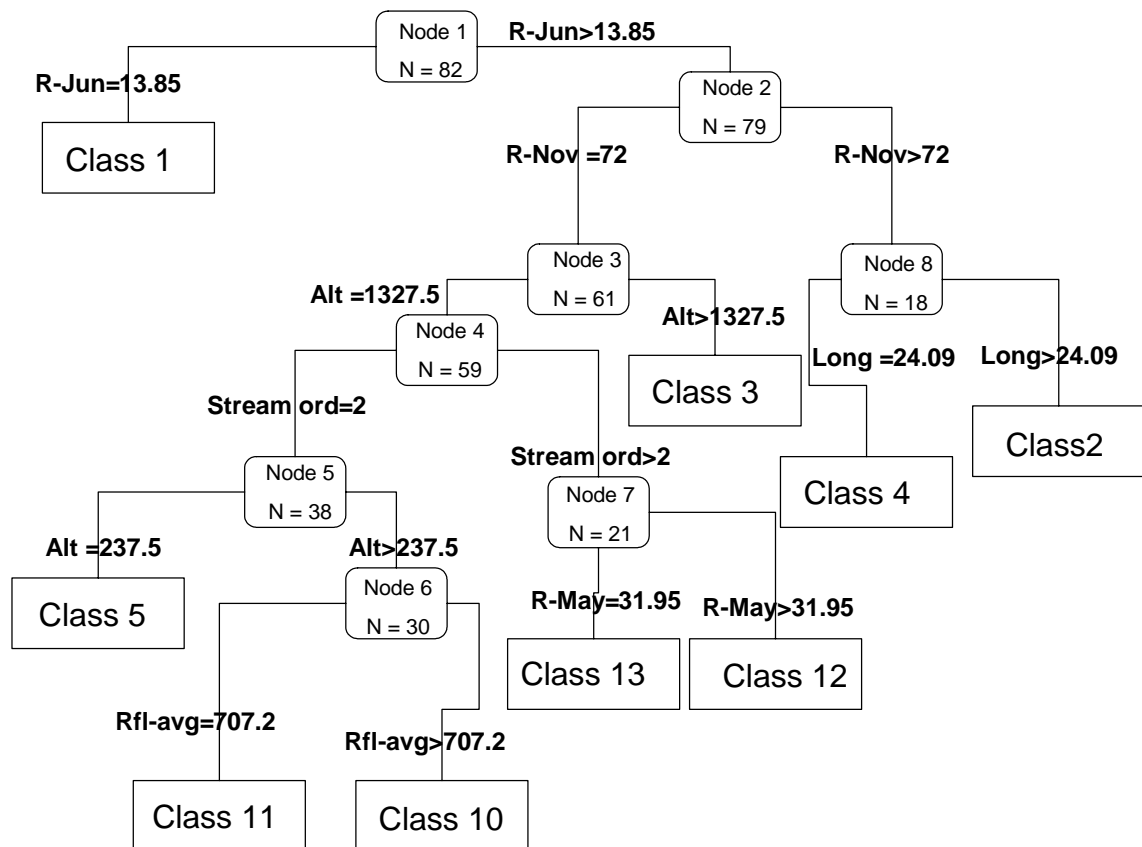 Node 1
N = 82
R-Jun>13.85
R-Jun=13.85
Node 2
N = 79
Class 1
R-Nov =72
R-Nov>72
Node 3
N = 61
Node 8
N = 18
Alt =1327.5
Alt>1327.5
Node 4
N = 59
Long =24.09
Long>24.09
Class 3
Stream ord=2
Class2
Stream ord>2
Node 5
N = 38
Class 4
Node 7
N = 21
Alt =237.5
Alt>237.5
Class 5
Node 6
N = 30
R-May=31.95
R-May>31.95
Class 13
Class 12
Rfl-avg=707.2
Rfl-avg>707.2
Class 11
Class 10